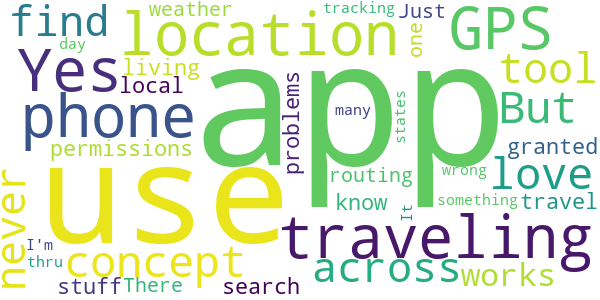 find
weather
tracking
Just
day
location
one
GPS
Yes
living
local
app
tool
phone
problems
many
states
But
permissions
granted
use
routing
wrong
love
never
know
something
travel
It
traveling
I'm
thru
concept
across
works
stuff
There
search